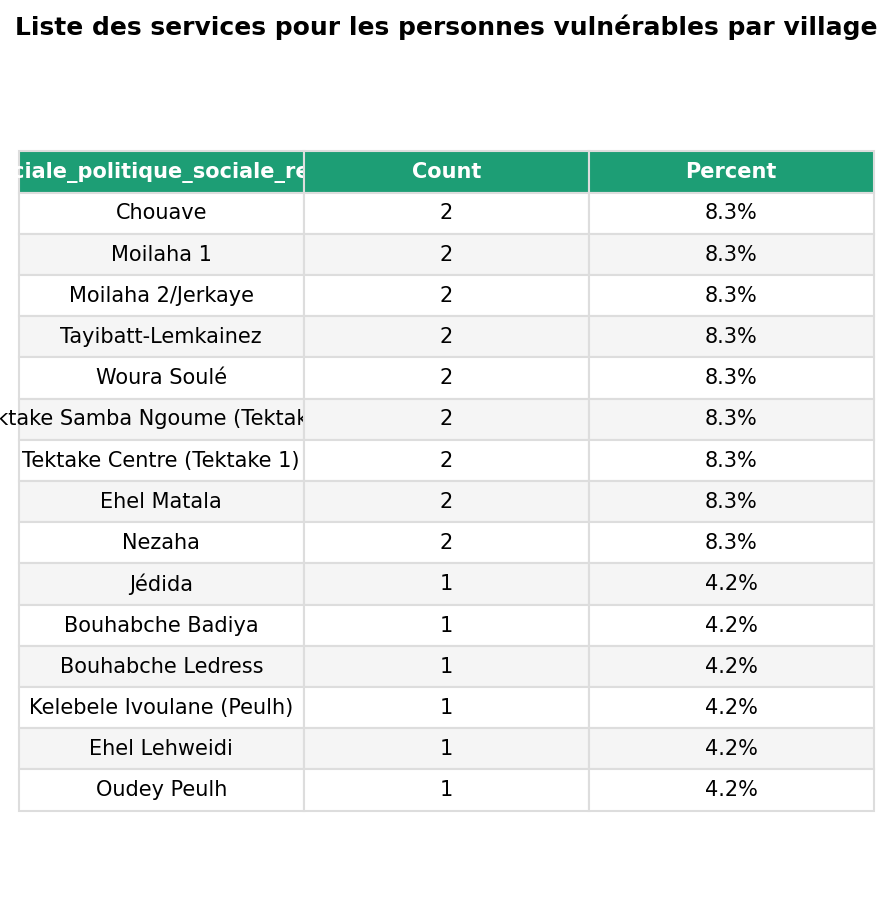 Liste des services pour les personnes vulnérables par village
ciale_politique_sociale_re Count Percent
Chouave 2 8.3%
Moilaha 1 2 8.3%
Moilaha 2/Jerkaye 2 8.3%
Tayibatt-Lemkainez 2 8.3%
Woura Soulé 2 8.3%
ktake Samba Ngoume (Tektak 2 8.3%
Tektake Centre (Tektake 1) 2 8.3%
Ehel Matala 2 8.3%
Nezaha 2 8.3%
Jédida 1 4.2%
Bouhabche Badiya 1 4.2%
Bouhabche Ledress 1 4.2%
Kelebele Ivoulane (Peulh) 1 4.2%
Ehel Lehweidi 1 4.2%
Oudey Peulh 1 4.2%